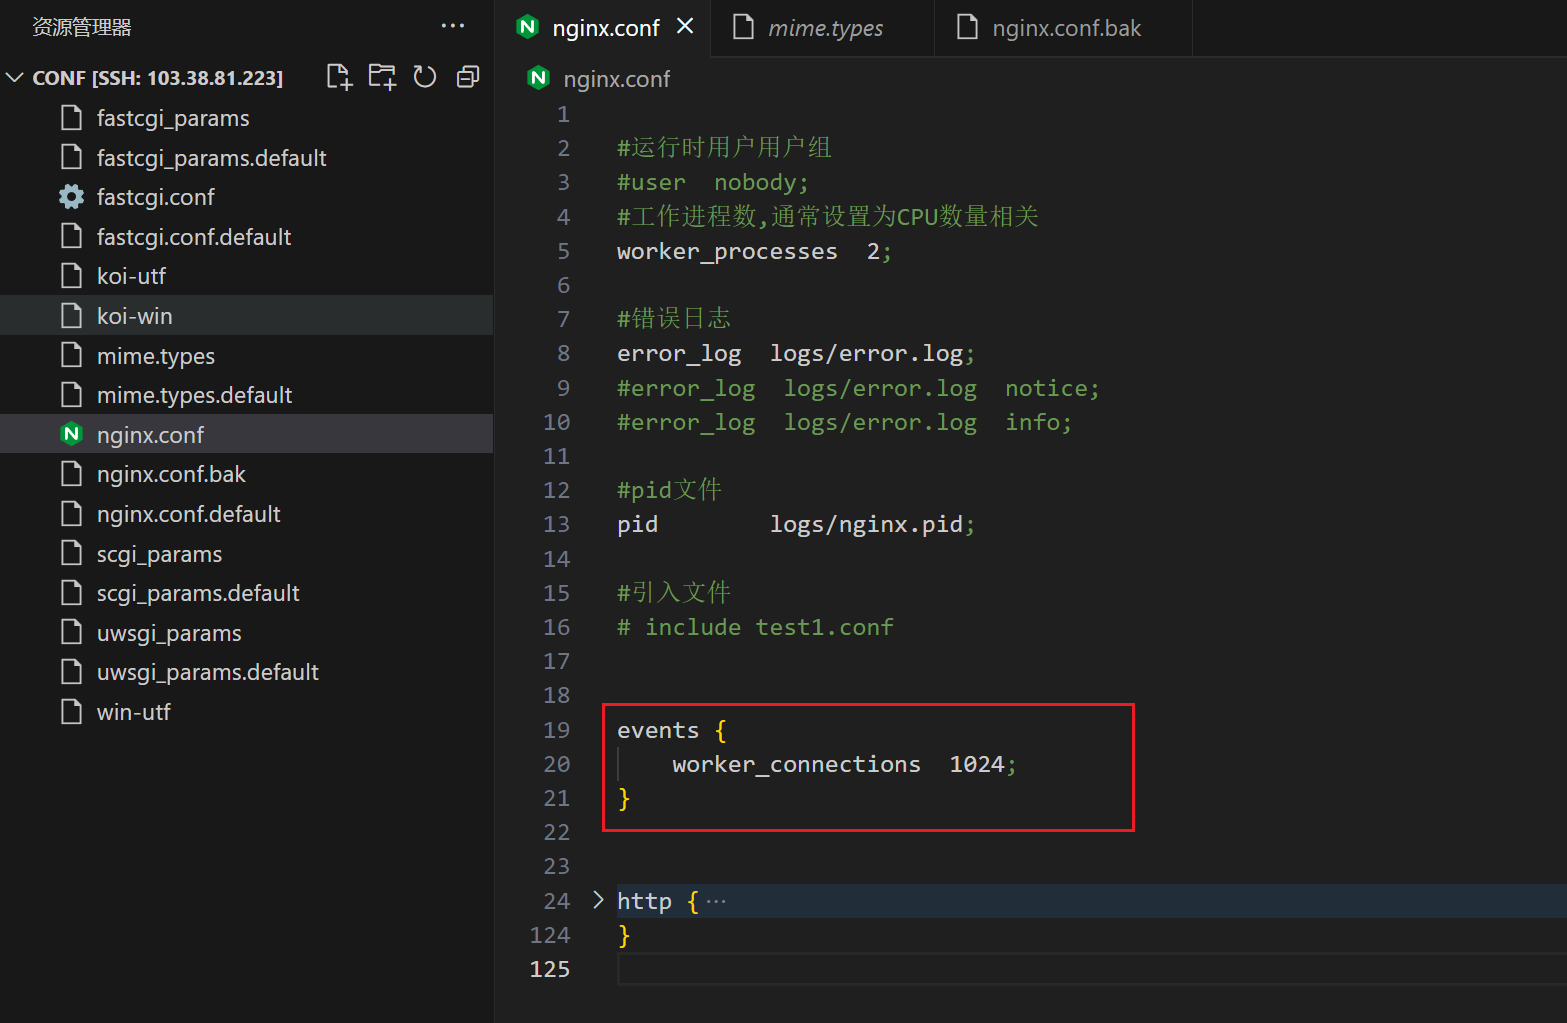 资源管理器
···
CONF [SSH: 103.38.81.223]
fastcgi_params
fastcgi_params.default
fastcgi.conf
fastcgi.conf.default
koi-utf
koi-win
mime.types
mime.types.default
nginx.conf
nginx.conf.bak
nginx.conf.default
scgi_params
scgi_params.default
uwsgi_params
uwsgi_params.default
win-utf
nginx.conf mime.types nginx.conf.bak
nginx.conf
1
2 #运行时用户用户组
3 #user  nobody;
4 #工作进程数,通常设置为CPU数量相关
5 worker_processes  2;
6
7 #错误日志
8 error_log  logs/error.log;
9 #error_log  logs/error.log  notice;
10 #error_log  logs/error.log  info;
11
12 #pid文件
13 pid        logs/nginx.pid;
14
15 #引入文件
16 # include test1.conf
17
18
19 events {
20     worker_connections  1024;
21 }
22
23
24 http {···
124 }
125